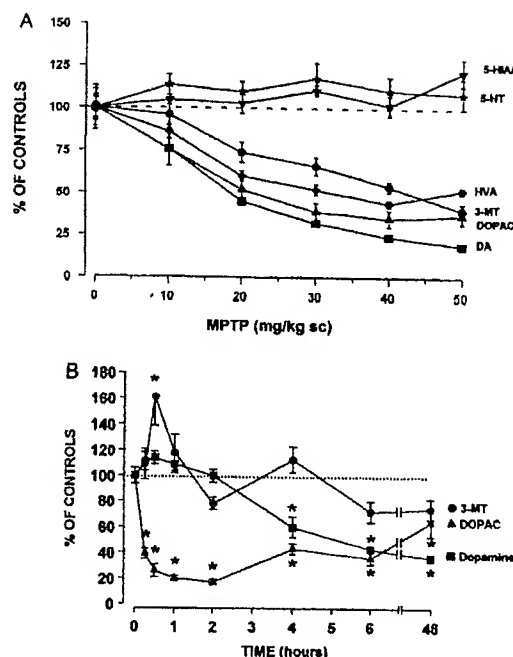 A
% OF CONTROLS
150
125
100
75
50
25
0
5-HIAA
5-HT
HVA
3-MT
DOPAC
DA
0 10 20 30 40 50
MPTP (mg/kg sc)
B
% OF CONTROLS
180
160
140
120
100
80
60
40
20
0
3-MT
DOPAC
Dopamine
0 1 2 4 6 48
TIME (hours)